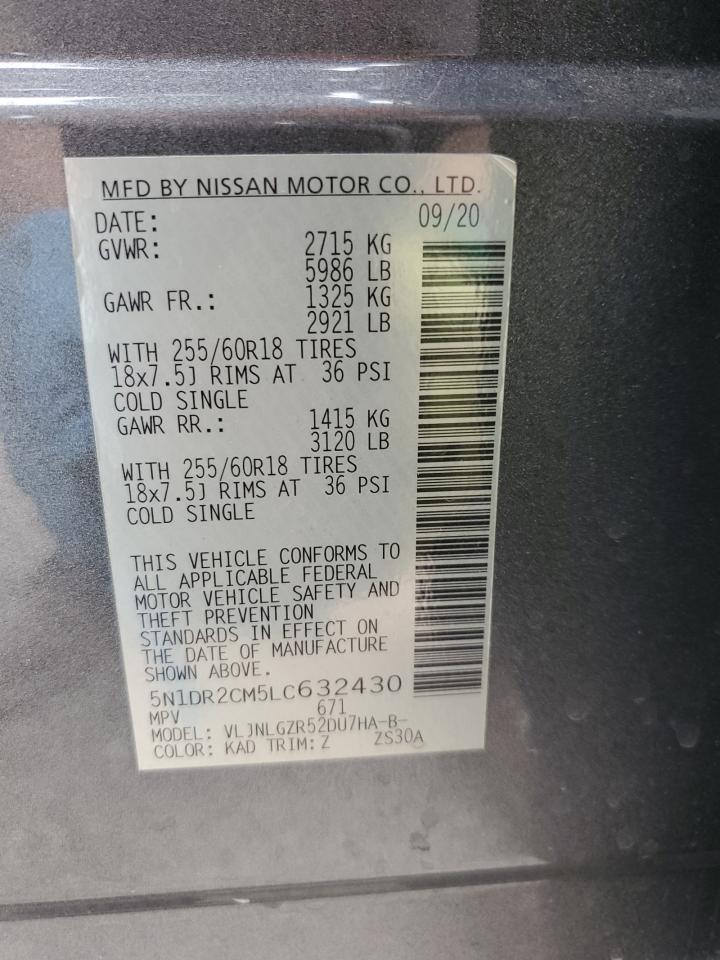 MFD BY NISSAN MOTOR CO., LTD.
DATE: 09/20
GVWR: 2715 KG
5986 LB
GAWR FR.: 1325 KG
2921 LB
WITH 255/60R18 TIRES
18x7.5J RIMS AT 36 PSI
COLD SINGLE
GAWR RR.: 1415 KG
3120 LB
WITH 255/60R18 TIRES
18x7.5J RIMS AT 36 PSI
COLD SINGLE
THIS VEHICLE CONFORMS TO
ALL APPLICABLE FEDERAL
MOTOR VEHICLE SAFETY AND
THEFT PREVENTION
STANDARDS IN EFFECT ON
THE DATE OF MANUFACTURE
SHOWN ABOVE.
5N1DR2CM5LC632430
MPV 671
MODEL: VLJNLGZR52DU7HA-B-
COLOR: KAD TRIM: Z ZS30A